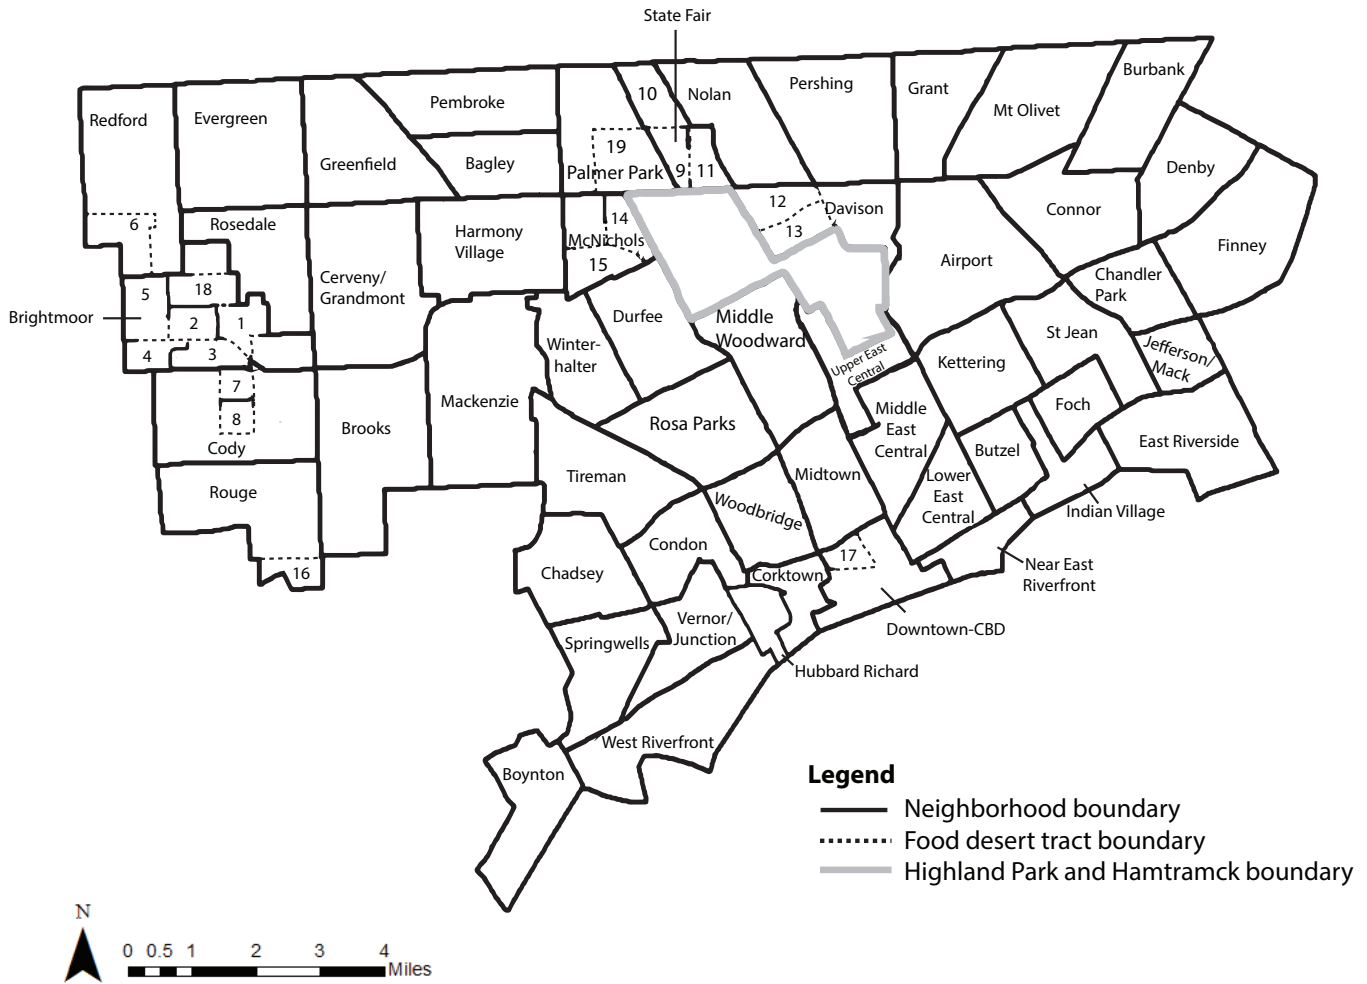 State Fair
Burbank
Pershing
Grant
10
Nolan
Pembroke
Mt Olivet
Redford
Evergreen
19
Greenfield
Bagley
Palmer Park
9
11
Denby
12
Davison
6
Rosedale
14
13
Connor
Harmony
Village
McNichols
15
Finney
Airport
Cerveny/
Grandmont
Chandler
Park
5
18
Brightmoor
2
1
Durfee
Middle
Woodward
St Jean
4
3
Winter-
halter
Upper East
Central
Kettering
Jefferson/
Mack
7
8
Mackenzie
Foch
Middle
East
Central
Cody
Brooks
Rosa Parks
East Riverside
Butzel
Tireman
Midtown
Lower
East
Central
Rouge
Woodbridge
Indian Village
Condon
17
16
Chadsey
Corktown
Near East
Riverfront
Vernor/
Junction
Downtown-CBD
Springwells
Hubbard Richard
West Riverfront
Boynton
Legend
Neighborhood boundary
Food desert tract boundary
Highland Park and Hamtramck boundary
N
0 0.5 1 2 3 4
Miles